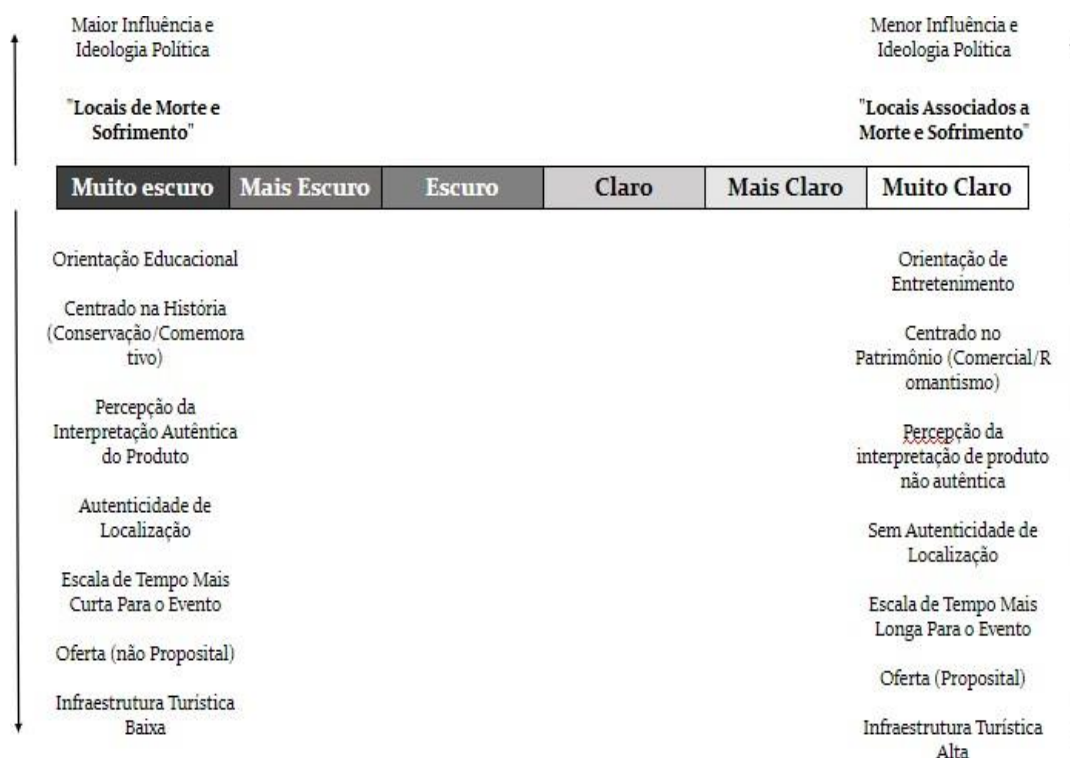 Maior Influência e
Ideologia Política
"Locais de Morte e
Sofrimento"
Menor Influência e
Ideologia Política
"Locais Associados a
Morte e Sofrimento"
Muito escuro Mais Escuro Escuro Claro Mais Claro Muito Claro
Orientação Educacional
Centrado na História
(Conservação/Comemora
tivo)
Percepção da
Interpretação Autêntica
do Produto
Autenticidade de
Localização
Escala de Tempo Mais
Curta Para o Evento
Oferta (não Proposital)
Infraestrutura Turística
Baixa
Orientação de
Entretenimento
Centrado no
Patrimônio (Comercial/R
omantismo)
Percepção da
interpretação de produto
não autêntica
Sem Autenticidade de
Localização
Escala de Tempo Mais
Longa Para o Evento
Oferta (Proposital)
Infraestrutura Turística
Alta